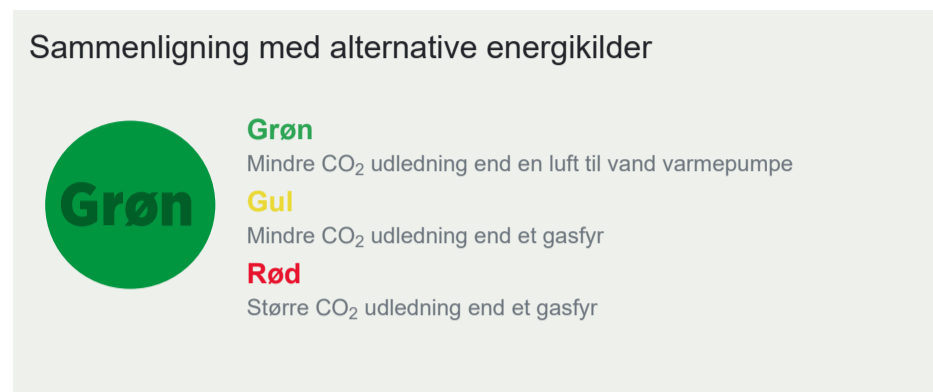 Sammenligning med alternative energikilder
Grøn
Grøn
Mindre CO₂ udledning end en luft til vand varmepumpe
Gul
Mindre CO₂ udledning end et gasfyr
Rød
Større CO₂ udledning end et gasfyr